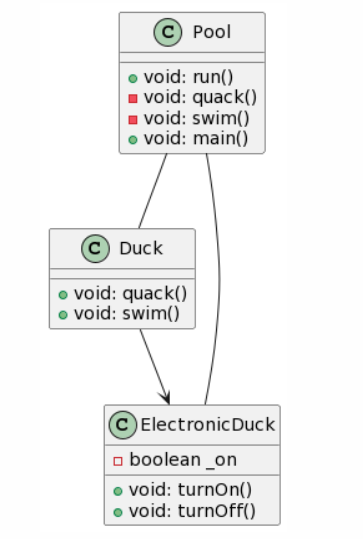 C Pool
void: run()
void: quack()
void: swim()
void: main()
C Duck
void: quack()
void: swim()
C ElectronicDuck
boolean _on
void: turnOn()
void: turnOff()